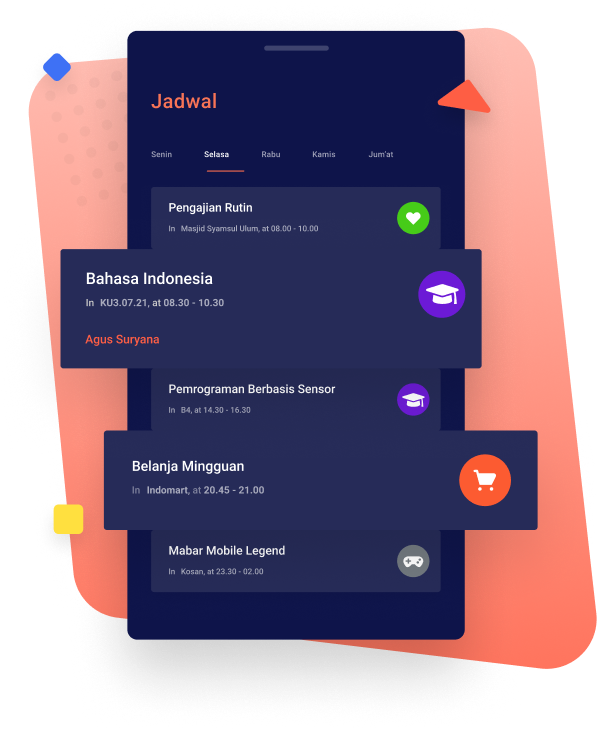 Jadwal
Senin Selasa Rabu Kamis Jum'at
Pengajian Rutin
In Masjid Syamsul Ulum, at 08.00 - 10.00
Bahasa Indonesia
In KU3.07.21, at 08.30 - 10.30
Agus Suryana
Pemrograman Berbasis Sensor
In B4, at 14.30 - 16.30
Belanja Mingguan
In Indomart, at 20.45 - 21.00
Mabar Mobile Legend
In Kosan, at 23.30 - 02.00